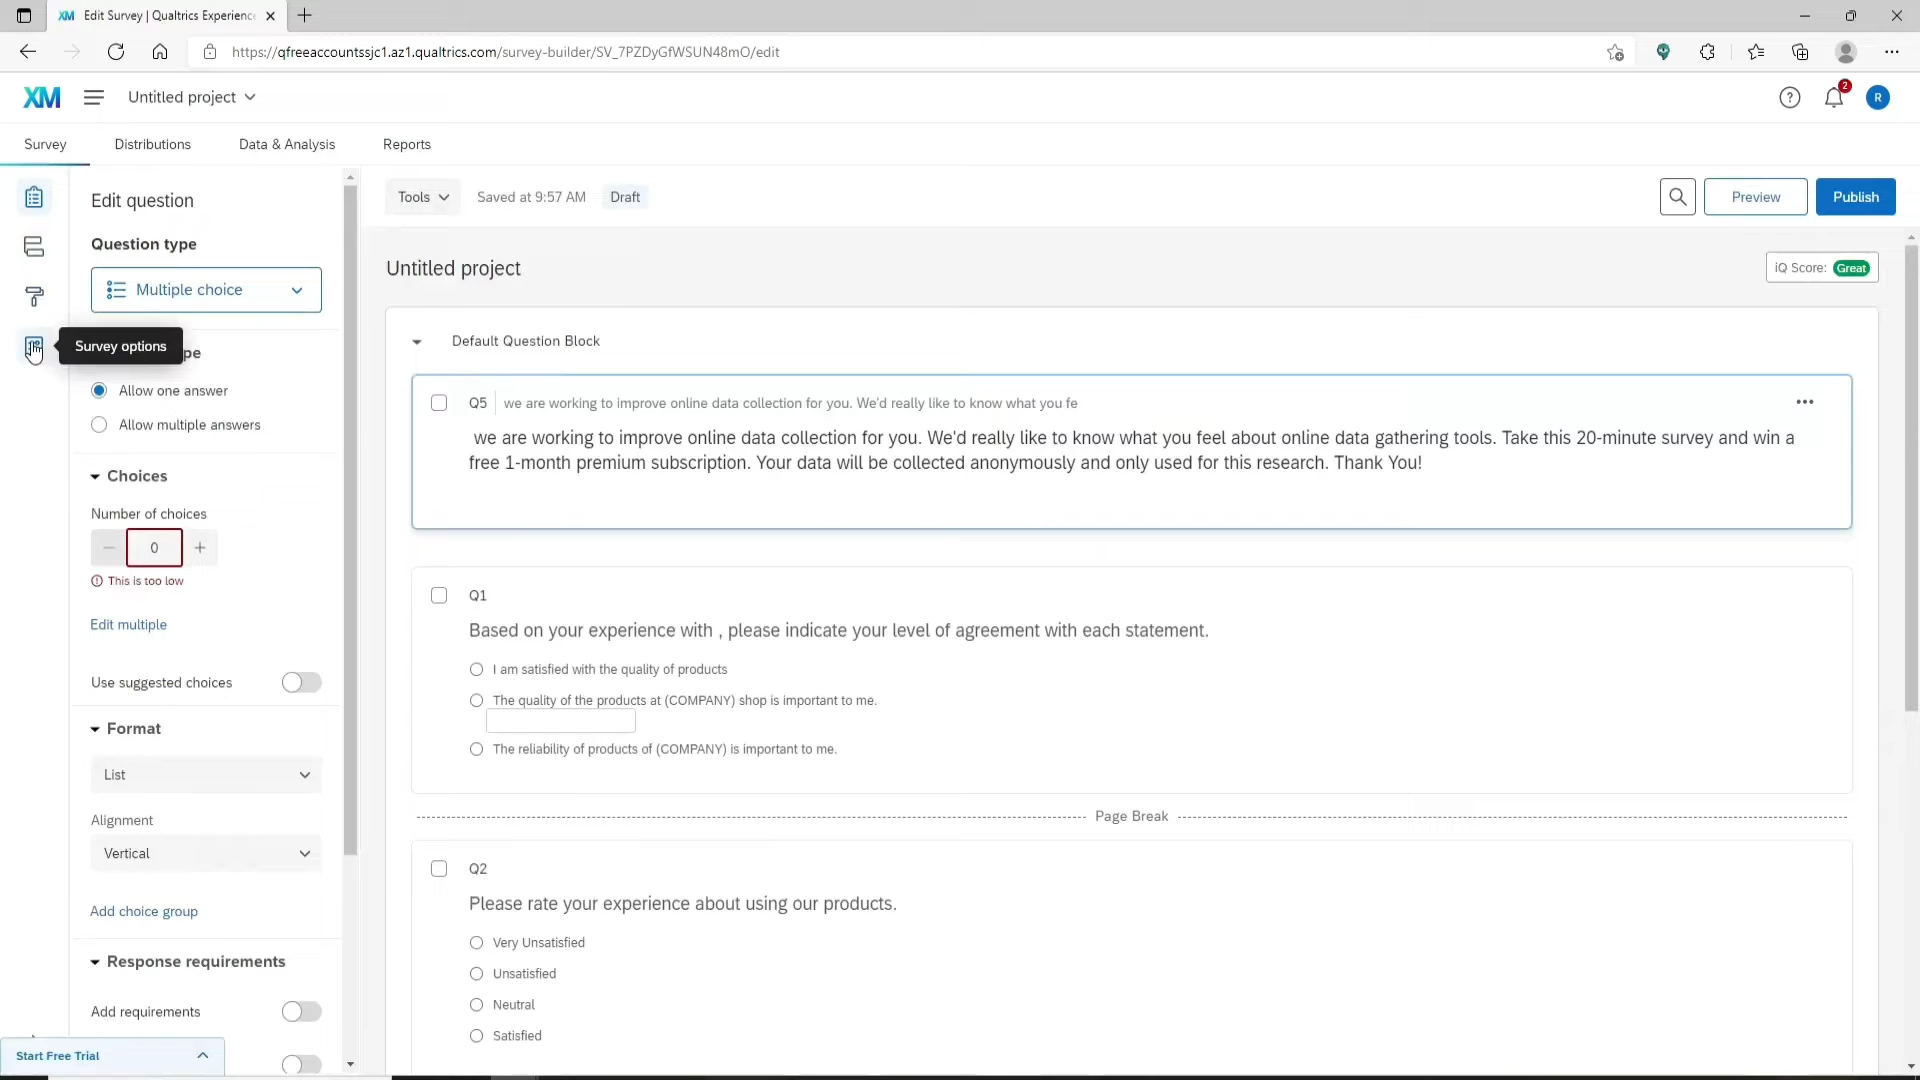 Edit Survey | Qualtrics Experience
https://qfreeaccountssjc1.az1.qualtrics.com/survey-builder/SV_7PZDyGfWSUN48mO/edit
XM
Untitled project
2
R
Survey
Distributions
Data & Analysis
Reports
Edit question
Tools
Saved at 9:57 AM
Draft
Preview
Publish
Question type
Multiple choice
Untitled project
iQ Score: Great
Survey options
pe
Default Question Block
Allow one answer
Allow multiple answers
Q5
we are working to improve online data collection for you. We'd really like to know what you fe
we are working to improve online data collection for you. We'd really like to know what you feel about online data gathering tools. Take this 20-minute survey and win a
free 1-month premium subscription. Your data will be collected anonymously and only used for this research. Thank You!
Choices
Number of choices
0
This is too low
Edit multiple
Use suggested choices
Q1
Based on your experience with , please indicate your level of agreement with each statement.
I am satisfied with the quality of products
The quality of the products at (COMPANY) shop is important to me.
The reliability of products of (COMPANY) is important to me.
Format
List
Alignment
Vertical
Page Break
Q2
Please rate your experience about using our products.
Very Unsatisfied
Unsatisfied
Neutral
Satisfied
Add choice group
Response requirements
Add requirements
Start Free Trial